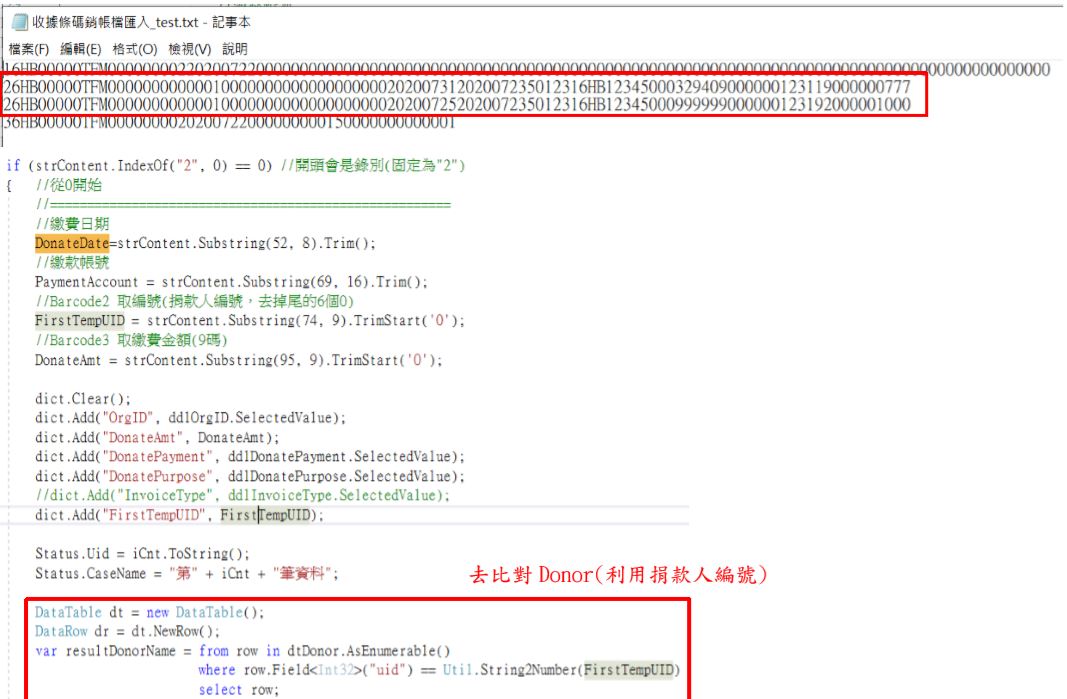 收據條碼銷帳檔匯入_test.txt - 記事本
檔案(F) 編輯(E) 格式(O) 檢視(V) 說明
26HB00000TFM000000000000010000000000000000002020073120200723501231​6HB12345000329409000000123119000000777
26HB00000TFM000000000000010000000000000000002020072520200723501231​6HB12345000999999000000123192000001000
36HB00000TFM0000000020200722000000000150000000000001
if (strContent.IndexOf("2", 0) == 0) //開頭會是錄別(固定為"2")
{ //從0開始
//======================================================
//繳費日期
DonateDate=strContent.Substring(52, 8).Trim();
//繳款帳號
PaymentAccount = strContent.Substring(69, 16).Trim();
//Barcode2 取編號(捐款人編號，去掉尾的6個0)
FirstTempUID = strContent.Substring(74, 9).TrimStart('0');
//Barcode3 取繳費金額(9碼)
DonateAmt = strContent.Substring(95, 9).TrimStart('0');
dict.Clear();
dict.Add("OrgID", ddlOrgID.SelectedValue);
dict.Add("DonateAmt", DonateAmt);
dict.Add("DonatePayment", ddlDonatePayment.SelectedValue);
dict.Add("DonatePurpose", ddlDonatePurpose.SelectedValue);
//dict.Add("InvoiceType", ddlInvoiceType.SelectedValue);
dict.Add("FirstTempUID", FirstTempUID);
Status.Uid = iCnt.ToString();
Status.CaseName = "第" + iCnt + "筆資料";
去比對 Donor(利用捐款人編號)
DataTable dt = new DataTable();
DataRow dr = dt.NewRow();
var resultDonorName = from row in dtDonor.AsEnumerable()
where row.Field<Int32>("uid") == Util.String2Number(FirstTempUID)
select row;